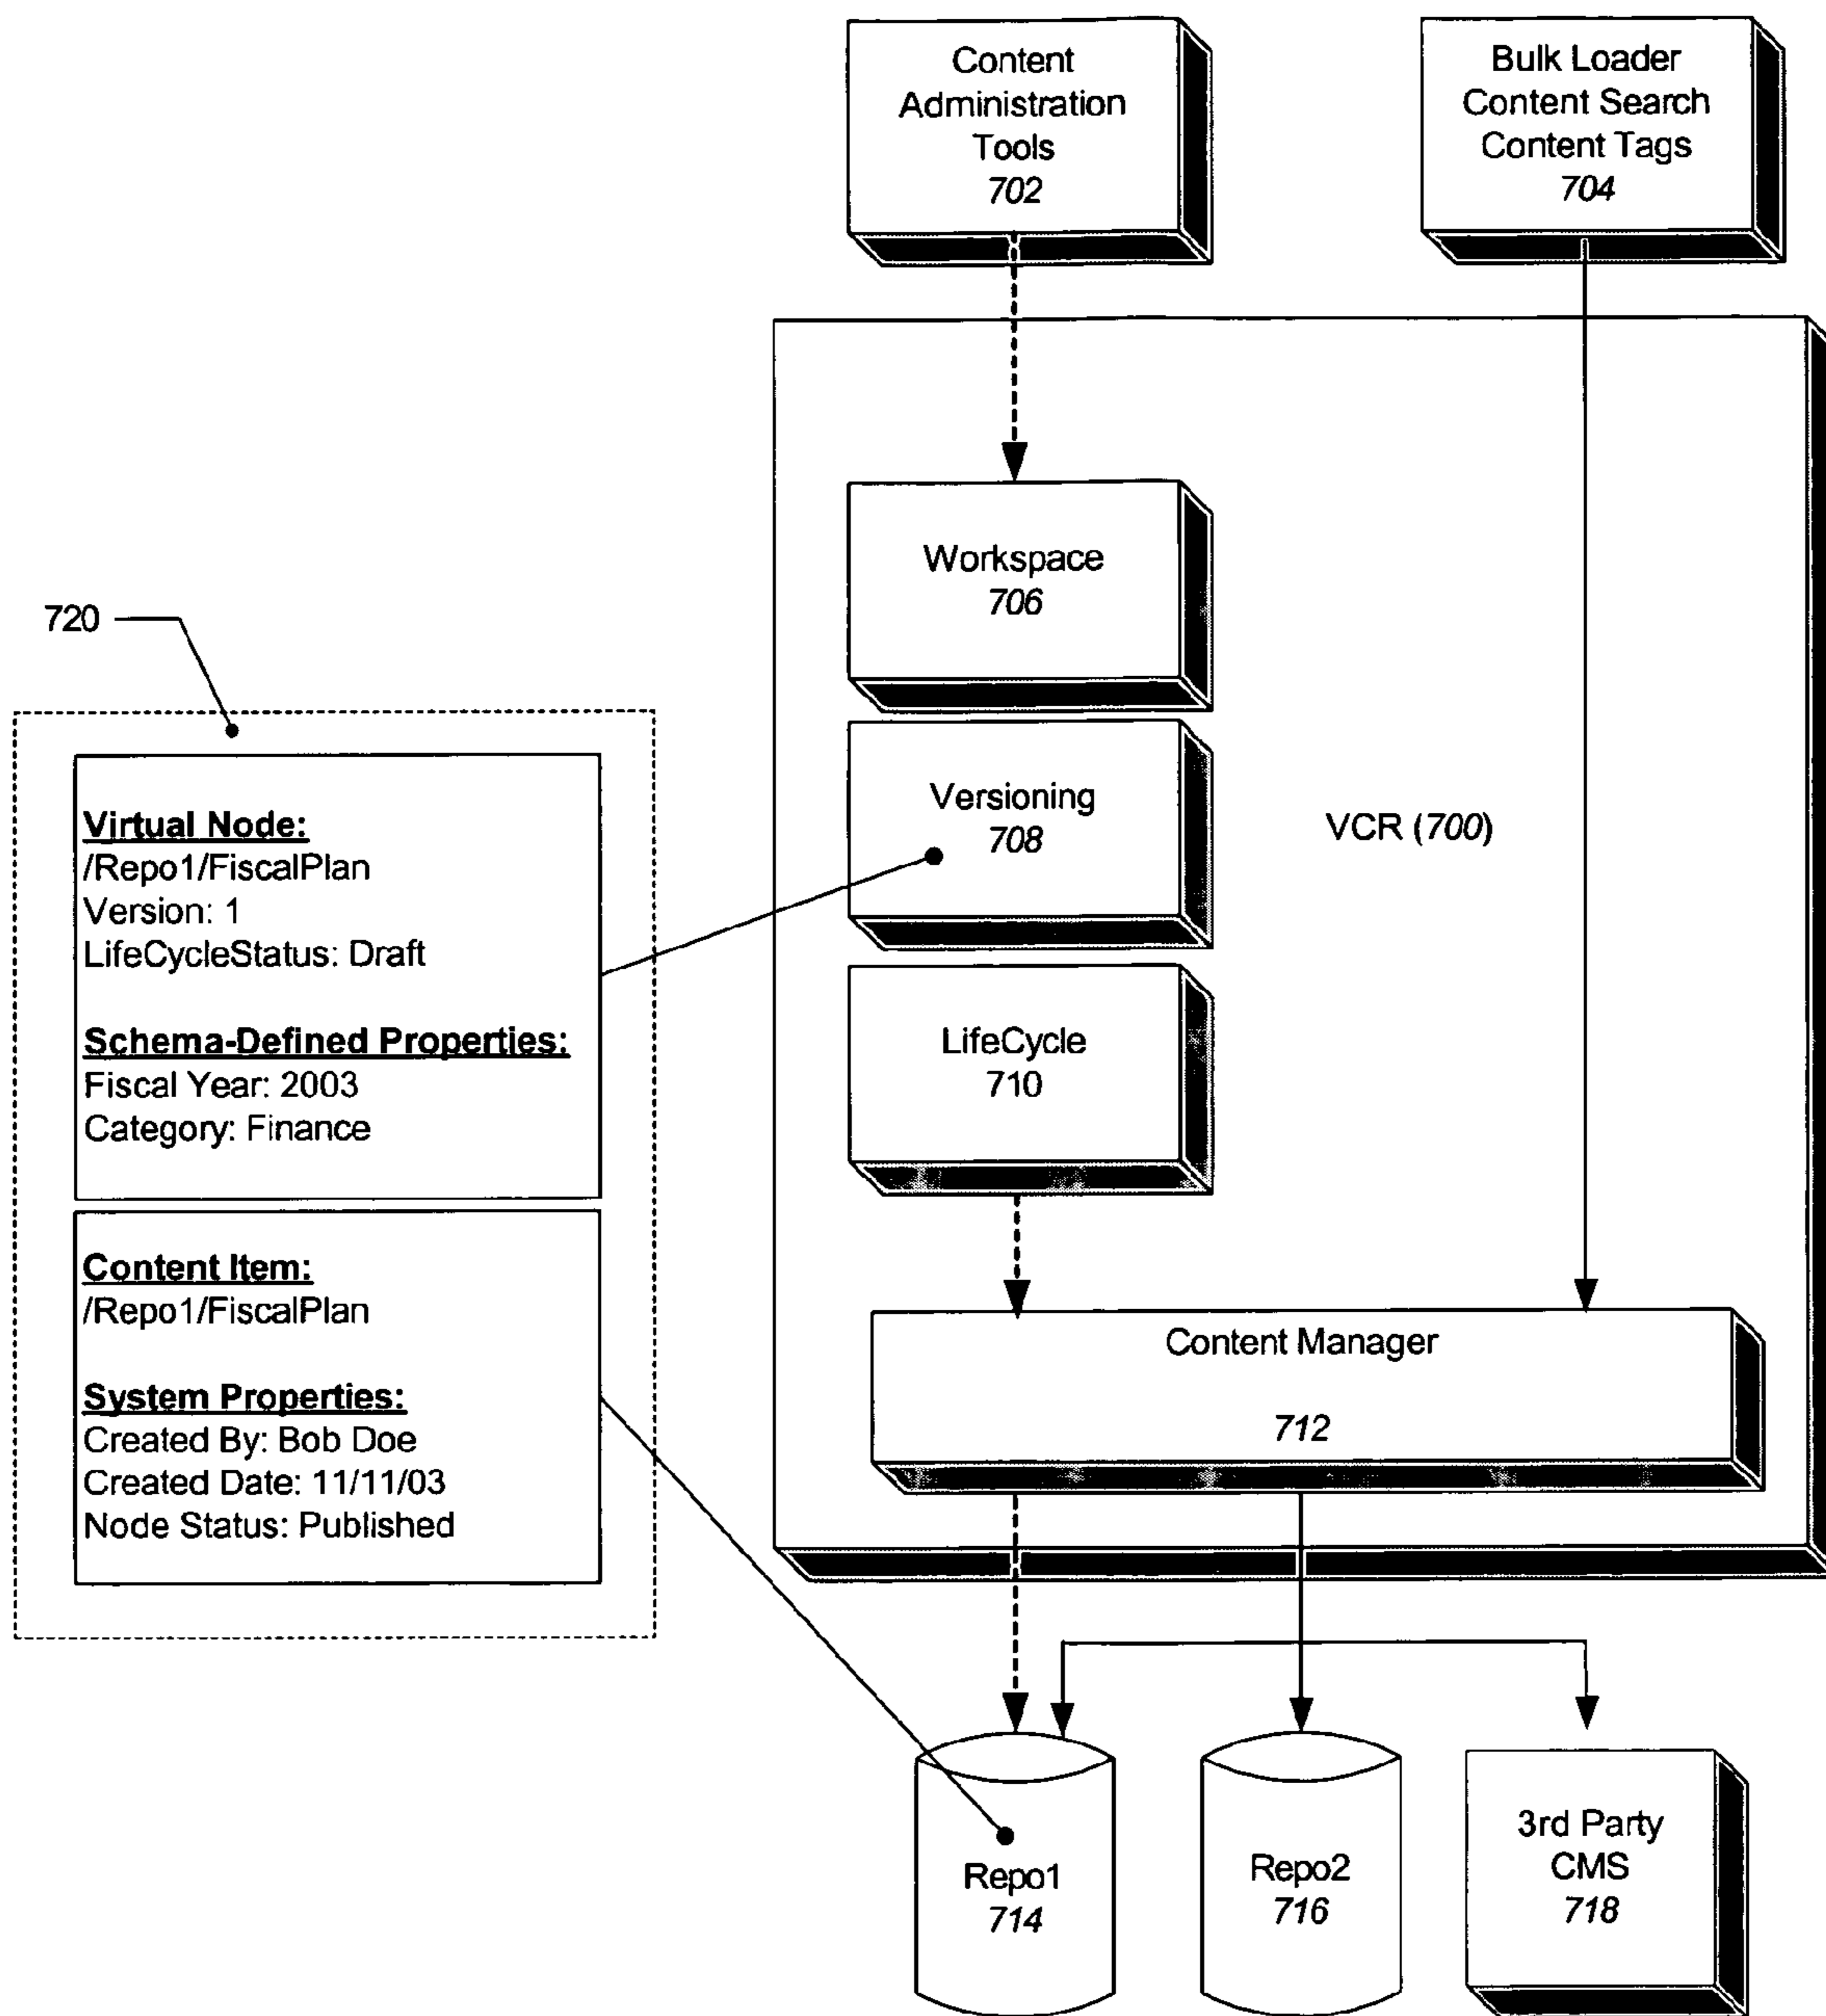 Content
Administration
Tools
702
Bulk Loader
Content Search
Content Tags
704
Workspace
706
720
Versioning
708
VCR (700)
Virtual Node:
/Repo1/FiscalPlan
Version: 1
LifeCycleStatus: Draft
Schema-Defined Properties:
Fiscal Year: 2003
Category: Finance
LifeCycle
710
Content Item:
/Repo1/FiscalPlan
System Properties:
Created By: Bob Doe
Created Date: 11/11/03
Node Status: Published
Content Manager
712
Repo1
714
Repo2
716
3rd Party
CMS
718